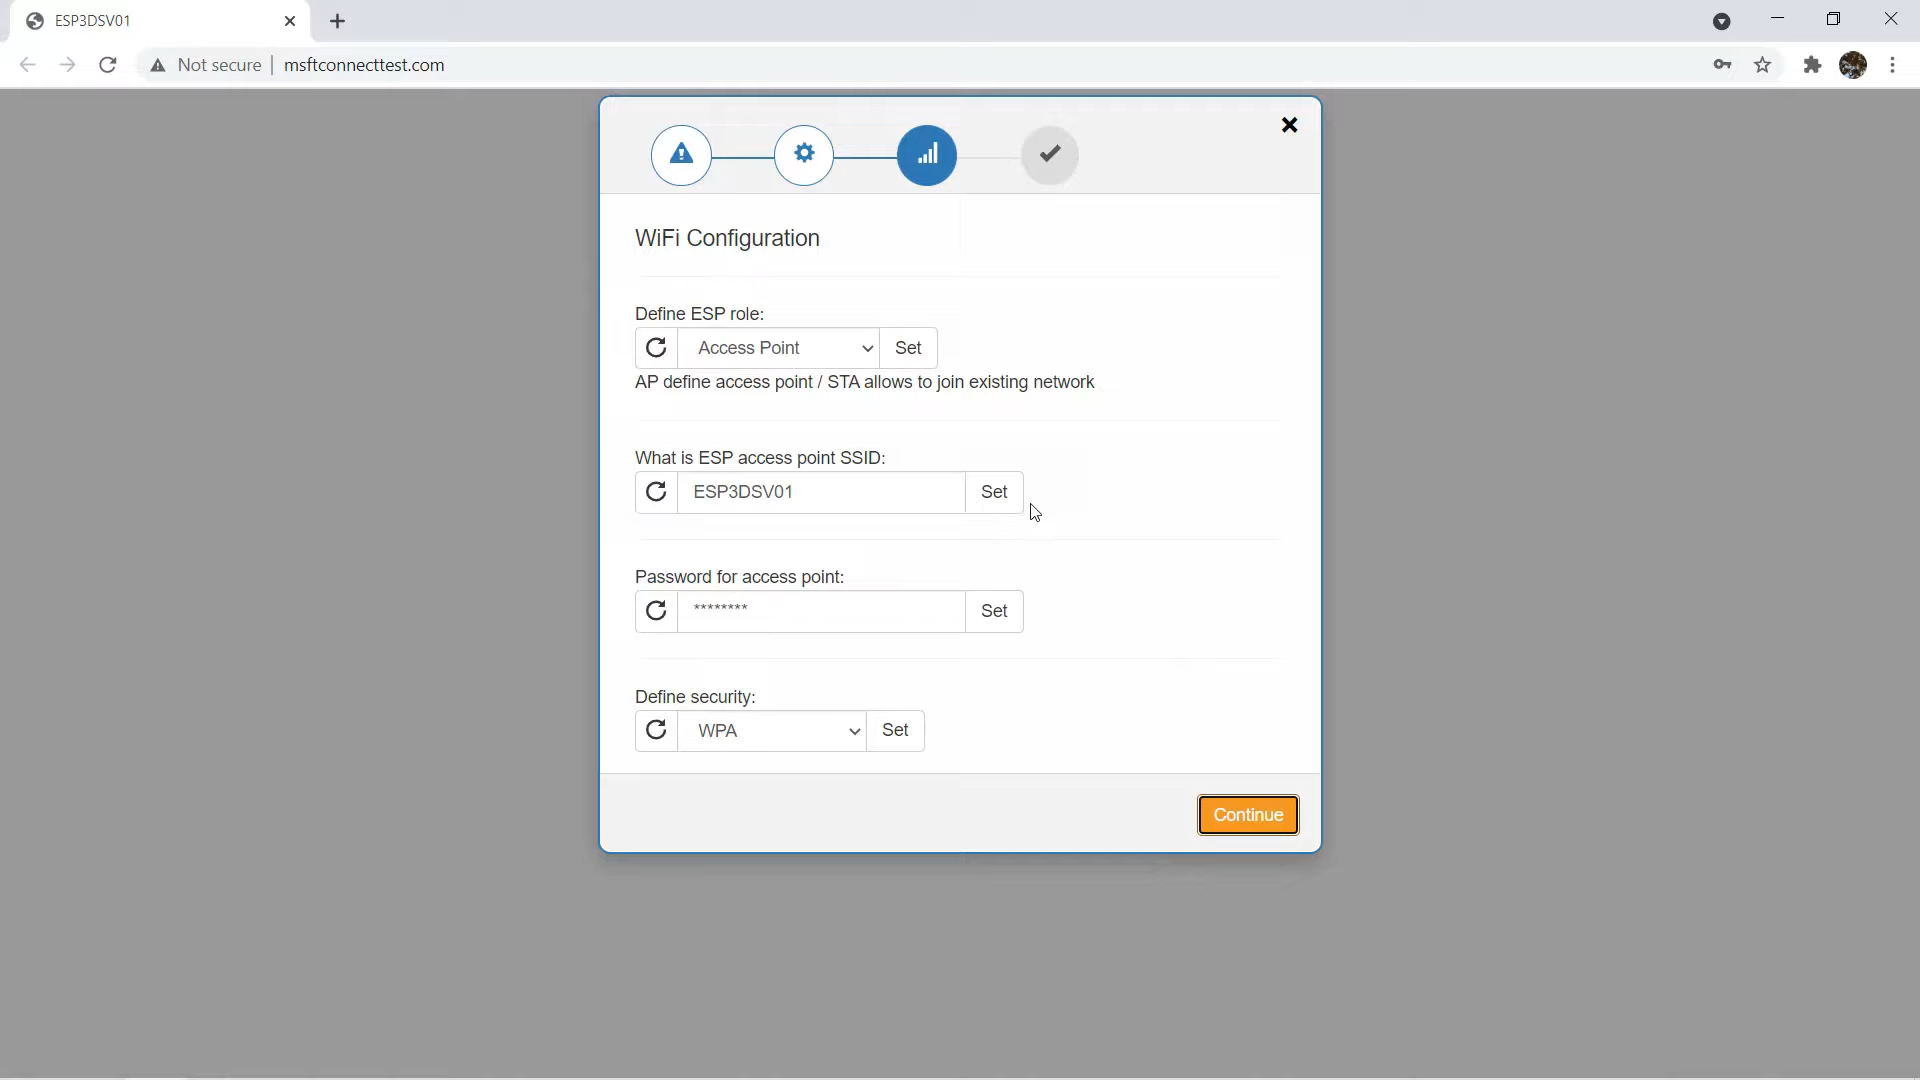 ESP3DSV01
Not secure | msftconnecttest.com
WiFi Configuration
Define ESP role:
Access Point Set
AP define access point / STA allows to join existing network
What is ESP access point SSID:
ESP3DSV01 Set
Password for access point:
******** Set
Define security:
WPA Set
Continue